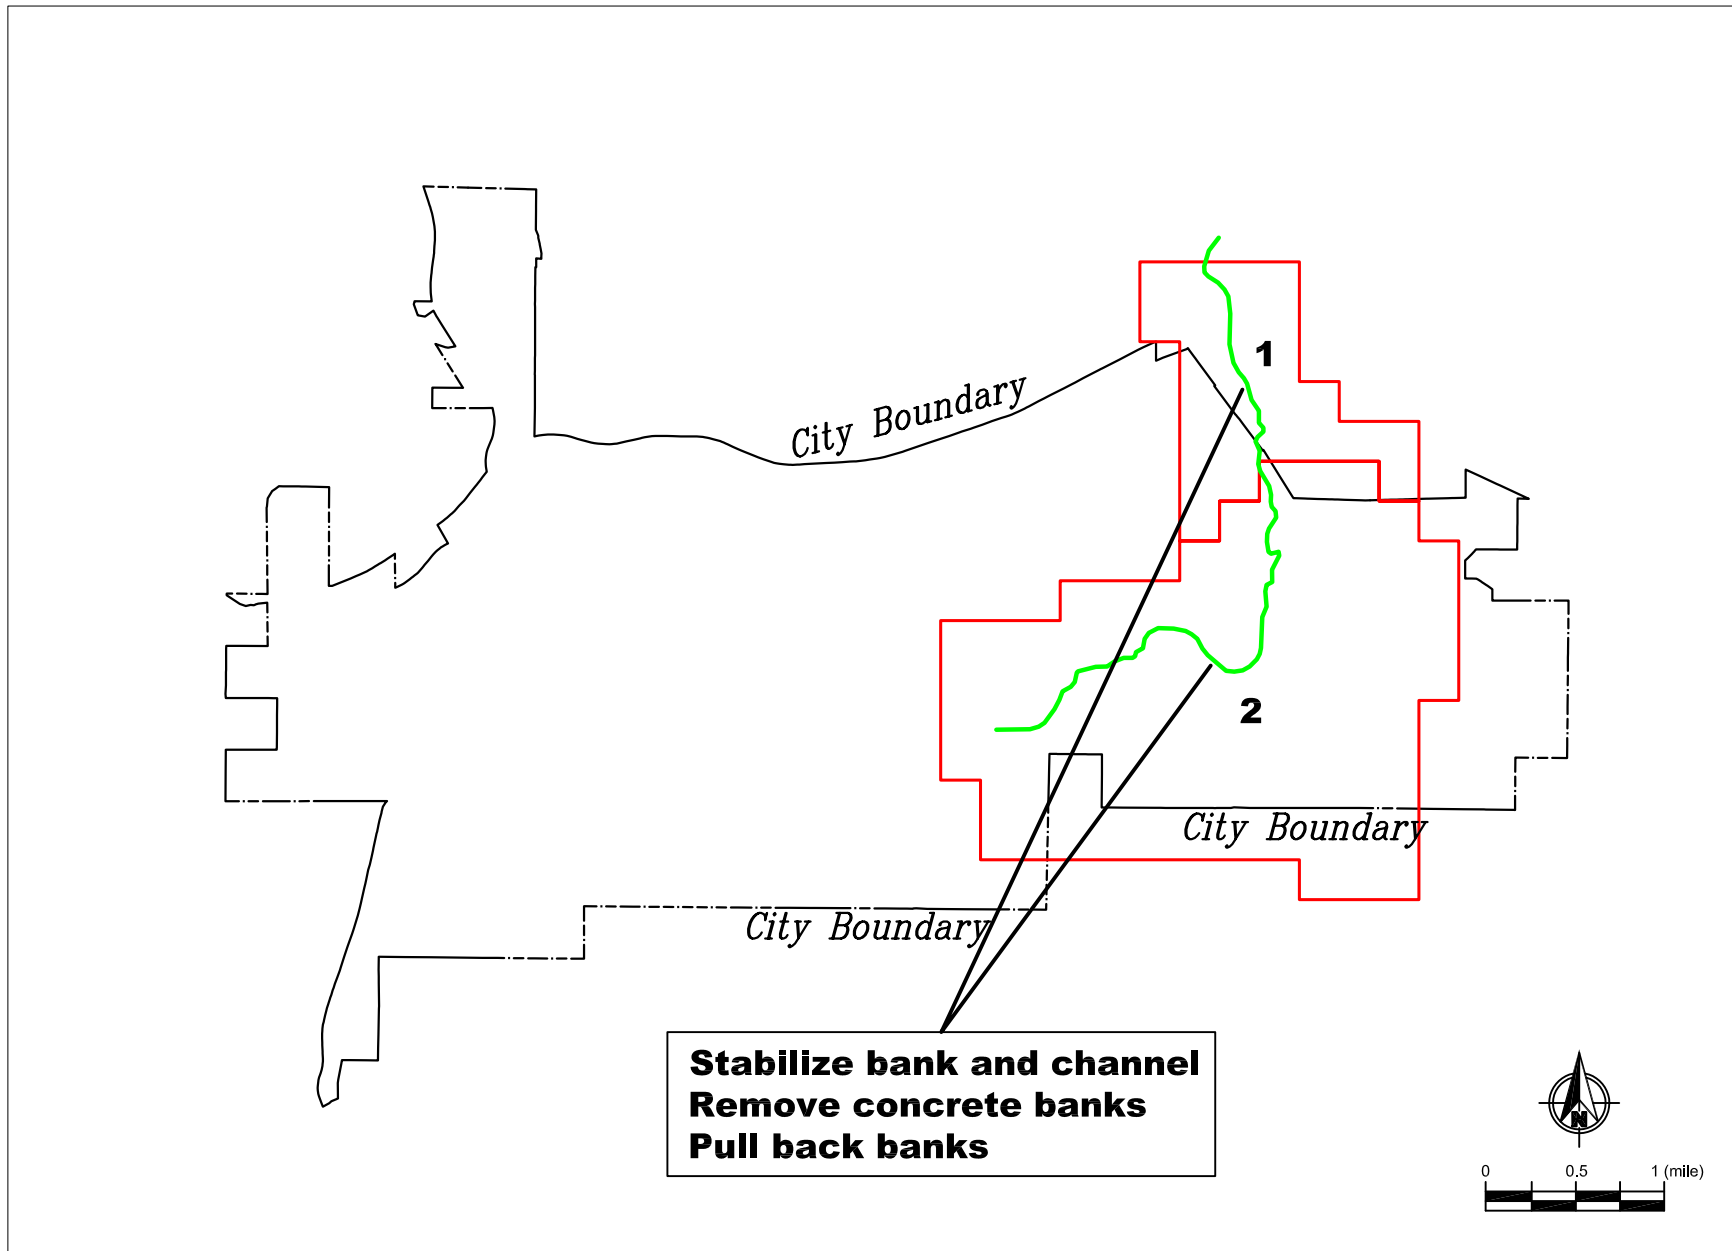 1
City Boundary
2
City Boundary
City Boundary
Stabilize bank and channel
Remove concrete banks
Pull back banks
N
0 0.5 1 (mile)